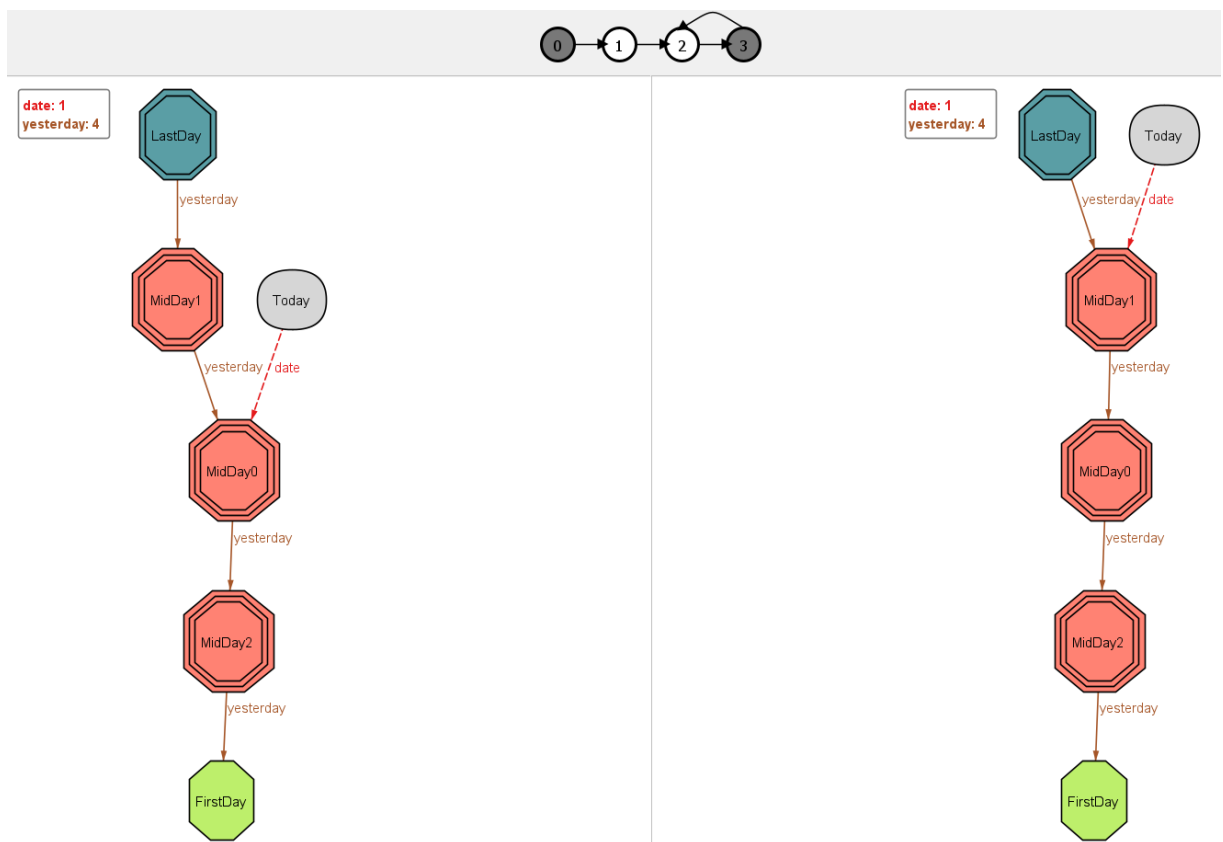 0 1 2 3
date: 1
yesterday: 4
LastDay
yesterday
MidDay1
Today
yesterday
date
MidDay0
yesterday
MidDay2
yesterday
FirstDay
date: 1
yesterday: 4
LastDay
Today
yesterday
date
MidDay1
yesterday
MidDay0
yesterday
MidDay2
yesterday
FirstDay